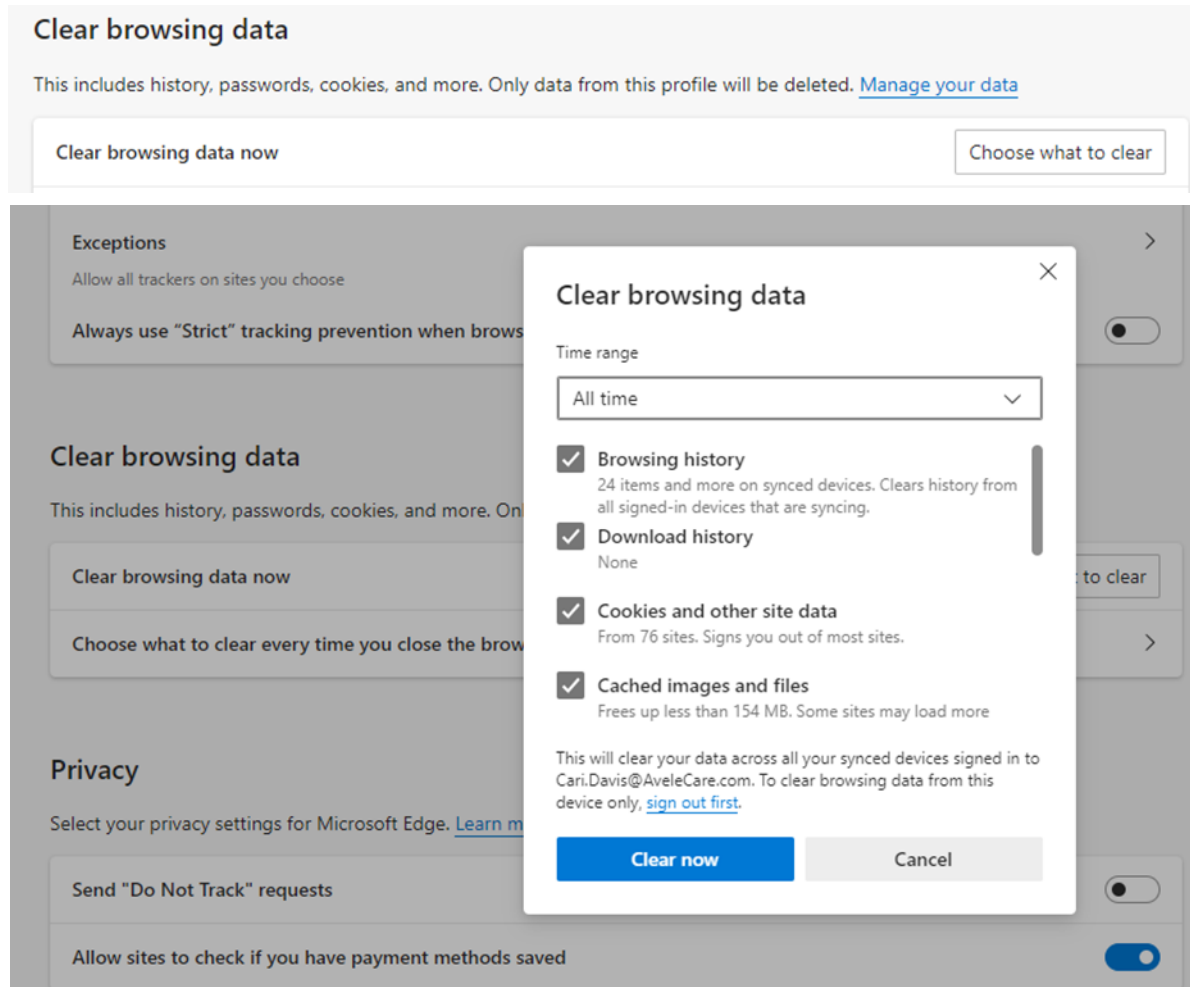 Clear browsing data
This includes history, passwords, cookies, and more. Only data from this profile will be deleted. Manage your data
Clear browsing data now
Choose what to clear
Exceptions
Allow all trackers on sites you choose
Always use “Strict” tracking prevention when brows
Clear browsing data
This includes history, passwords, cookies, and more. On
Clear browsing data now
to clear
Choose what to clear every time you close the brow
Privacy
Select your privacy settings for Microsoft Edge. Learn m
Send "Do Not Track" requests
Allow sites to check if you have payment methods saved
Clear browsing data
Time range
All time
Browsing history
24 items and more on synced devices. Clears history from
all signed-in devices that are syncing.
Download history
None
Cookies and other site data
From 76 sites. Signs you out of most sites.
Cached images and files
Frees up less than 154 MB. Some sites may load more
This will clear your data across all your synced devices signed in to
Cari.Davis@AveleCare.com. To clear browsing data from this
device only, sign out first.
Clear now
Cancel